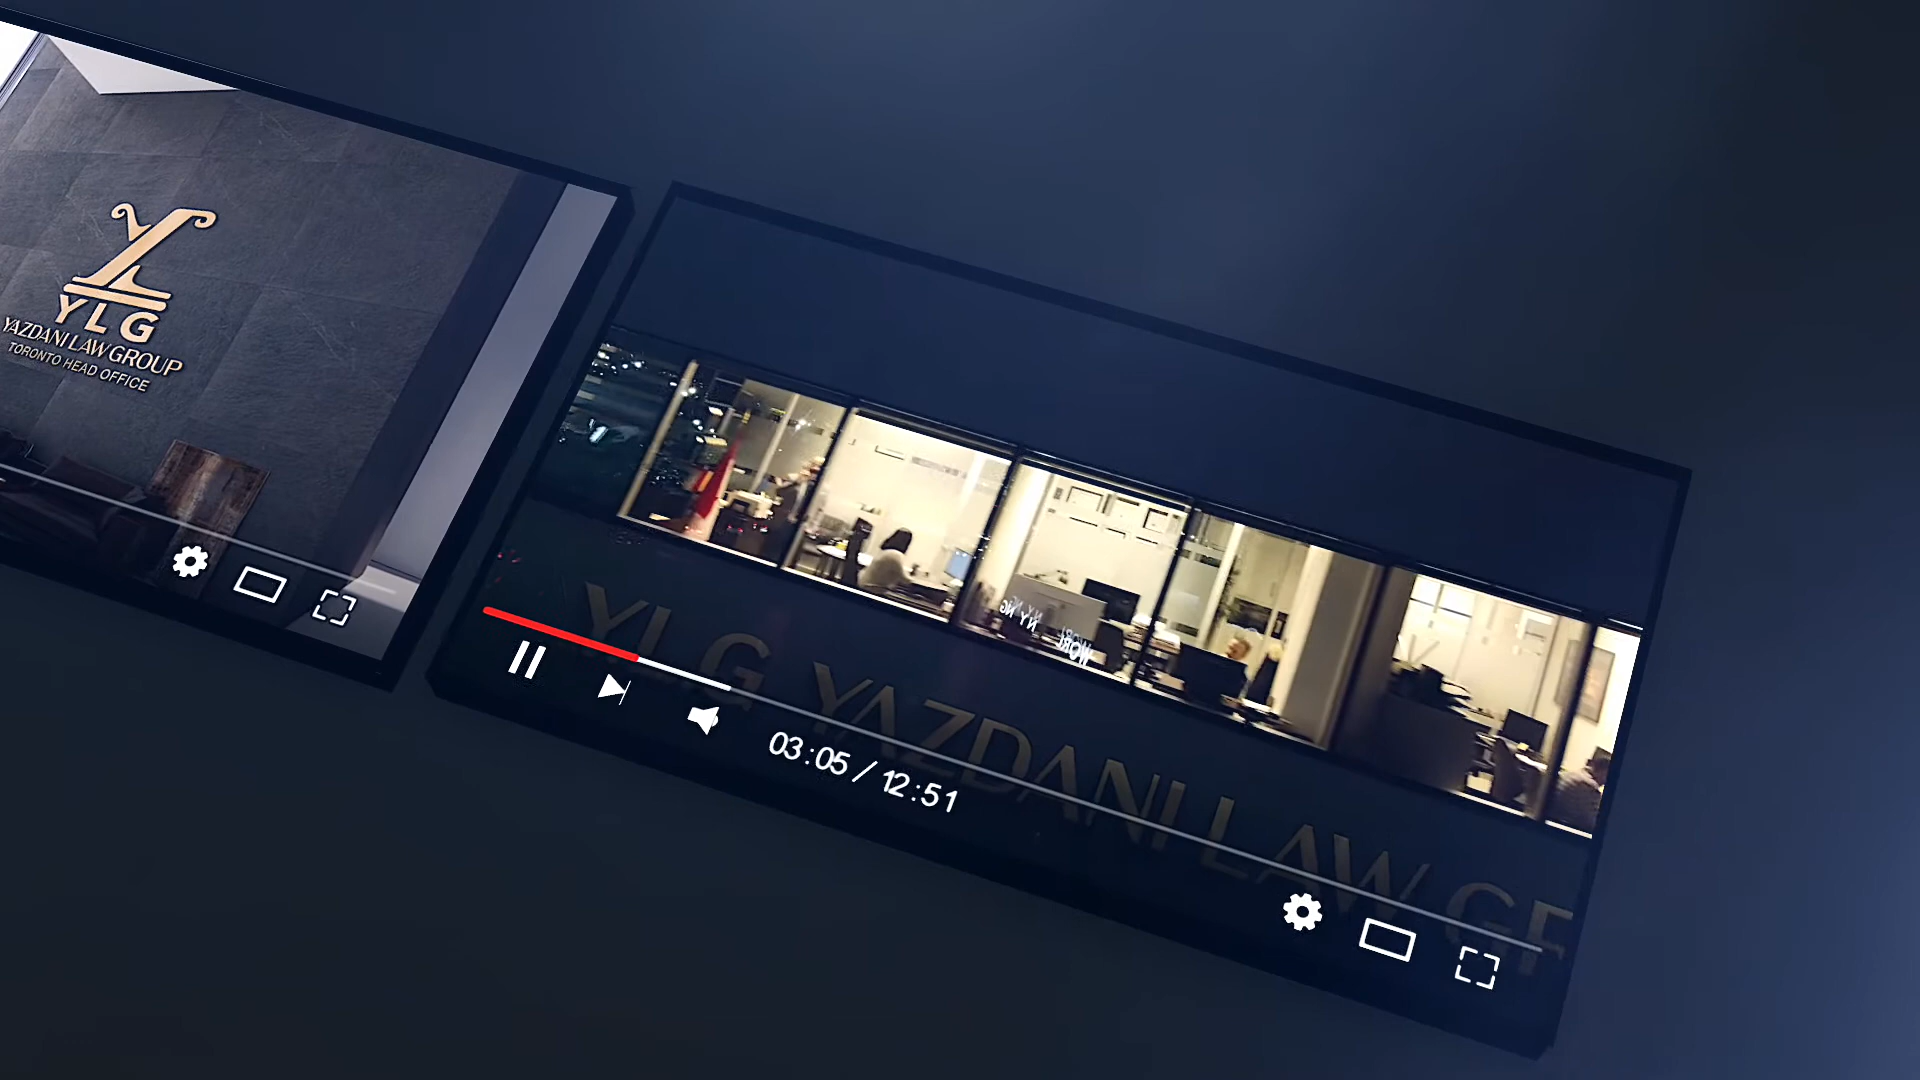 YLG
YAZDANI LAW GROUP
TORONTO HEAD OFFICE
YLG YAZDANI LAW
03:05 / 12:51